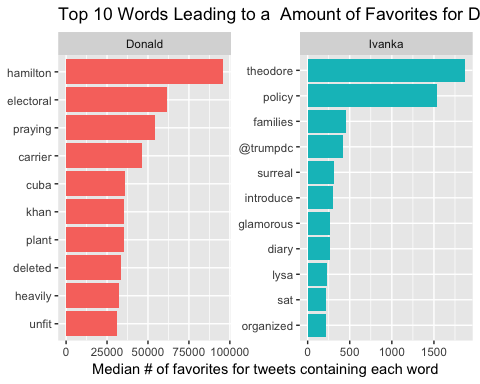 Top 10 Words Leading to a  Amount of Favorites for D
Donald
hamilton
electoral
praying
carrier
cuba
khan
plant
deleted
heavily
unfit
0 25000 50000 75000 100000
Ivanka
theodore
policy
families
@trumpdc
surreal
introduce
glamorous
diary
lysa
sat
organized
0 500 1000 1500
Median # of favorites for tweets containing each word